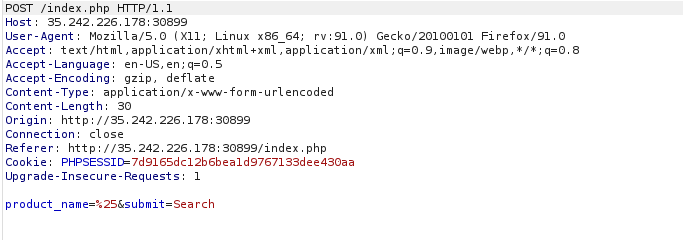 POST /index.php HTTP/1.1
Host: 35.242.226.178:30899
User-Agent: Mozilla/5.0 (X11; Linux x86_64; rv:91.0) Gecko/20100101 Firefox/91.0
Accept: text/html,application/xhtml+xml,application/xml;q=0.9,image/webp,*/*;q=0.8
Accept-Language: en-US,en;q=0.5
Accept-Encoding: gzip, deflate
Content-Type: application/x-www-form-urlencoded
Content-Length: 30
Origin: http://35.242.226.178:30899
Connection: close
Referer: http://35.242.226.178:30899/index.php
Cookie: PHPSESSID=7d9165dc12b6bea1d9767133dee430aa
Upgrade-Insecure-Requests: 1
product_name=%25&submit=Search